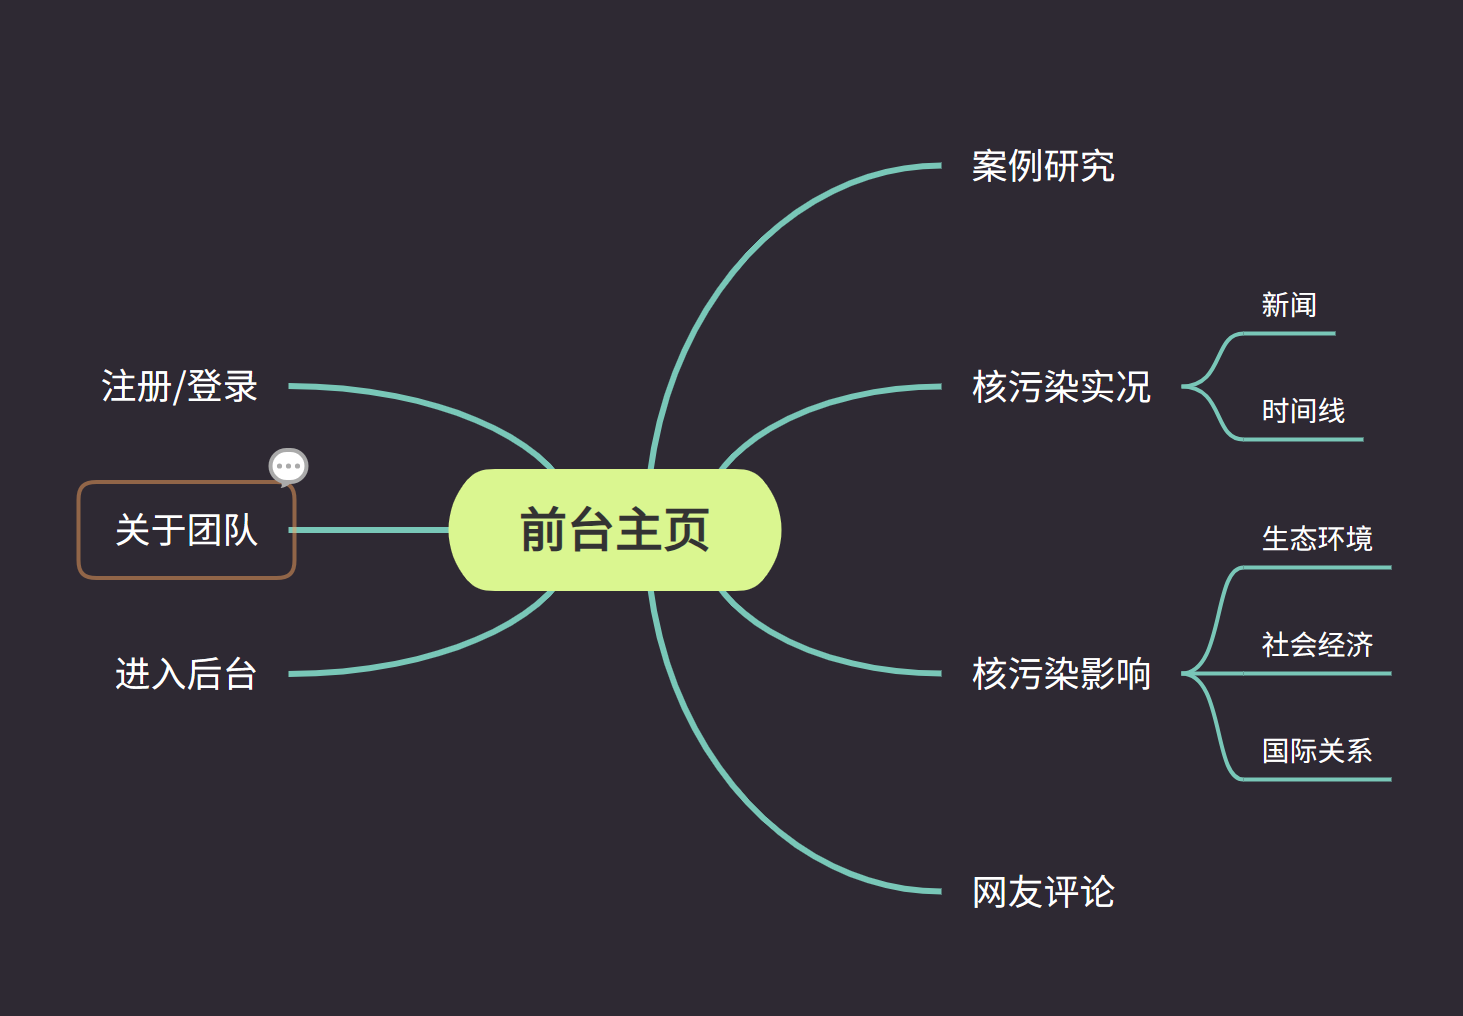 案例研究
新闻
注册/登录
核污染实况
时间线
关于团队
前台主页
生态环境
社会经济
进入后台
核污染影响
国际关系
网友评论